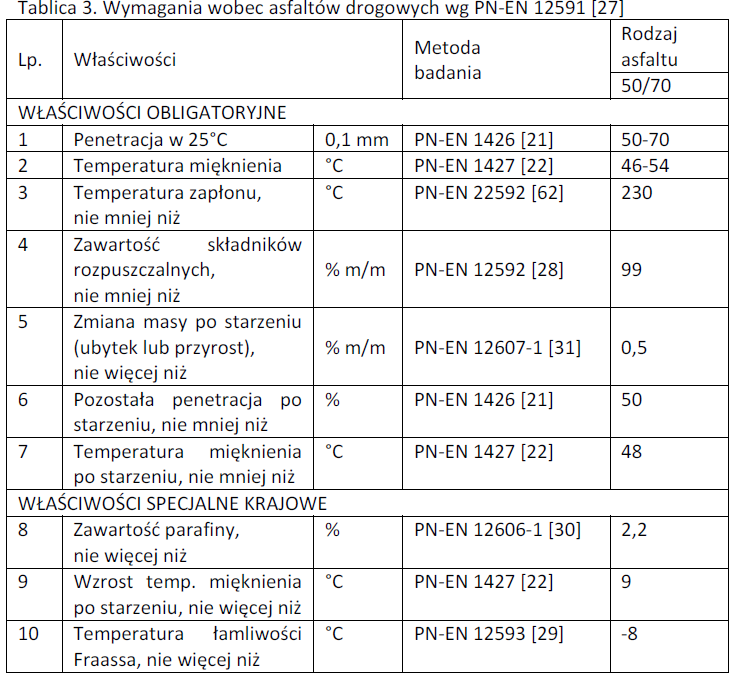 Tablica 3. Wymagania wobec asfaltów drogowych wg PN-EN 12591 [27]
Lp. Właściwości Metoda badania Rodzaj asfaltu
50/70
WŁAŚCIWOŚCI OBLIGATORYJNE
1 Penetracja w 25°C 0,1 mm PN-EN 1426 [21] 50-70
2 Temperatura mięknienia °C PN-EN 1427 [22] 46-54
3 Temperatura zapłonu, °C PN-EN 22592 [62] 230
nie mniej niż
4 Zawartość składników
rozpuszczalnych, % m/m PN-EN 12592 [28] 99
nie mniej niż
5 Zmiana masy po starzeniu
(ubytek lub przyrost), % m/m PN-EN 12607-1 [31] 0,5
nie więcej niż
6 Pozostała penetracja po % PN-EN 1426 [21] 50
starzeniu, nie mniej niż
7 Temperatura mięknienia °C PN-EN 1427 [22] 48
po starzeniu, nie mniej niż
WŁAŚCIWOŚCI SPECJALNE KRAJOWE
8 Zawartość parafiny, % PN-EN 12606-1 [30] 2,2
nie więcej niż
9 Wzrost temp. mięknienia °C PN-EN 1427 [22] 9
po starzeniu, nie więcej niż
10 Temperatura łamliwości °C PN-EN 12593 [29] -8
Fraassa, nie więcej niż